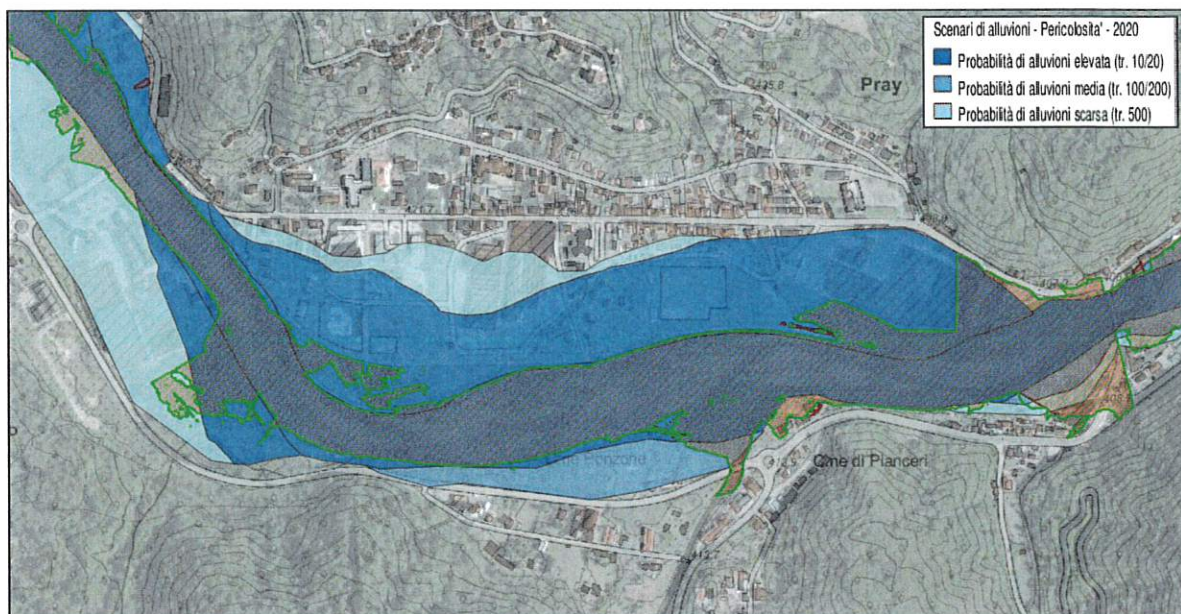 Scenari di alluvioni - Pericolosita' - 2020
Probabilità di alluvioni elevata (tr. 10/20)
Probabilità di alluvioni media (tr. 100/200)
Probabilità di alluvioni scarsa (tr. 500)
Pray
Cime di Pianceri